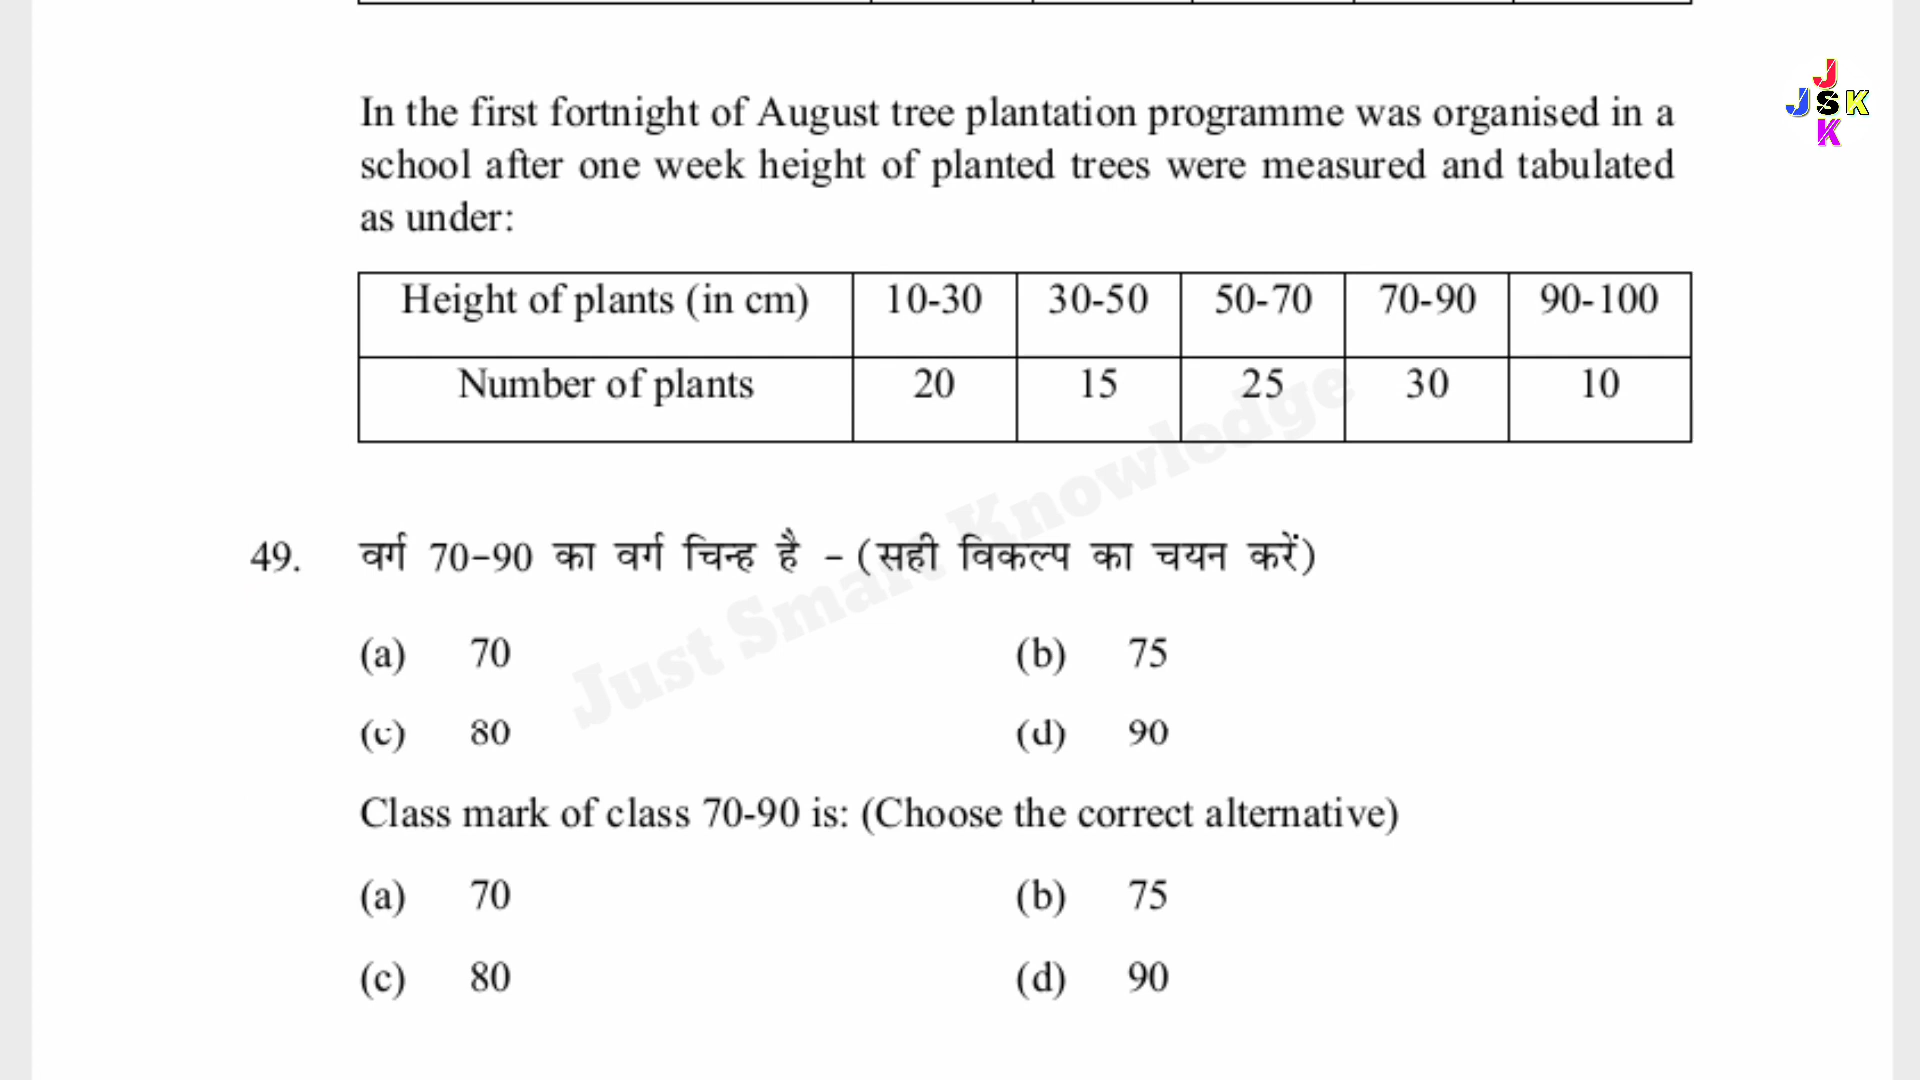 In the first fortnight of August tree plantation programme was organised in a
school after one week height of planted trees were measured and tabulated
as under:
Height of plants (in cm) 10-30 30-50 50-70 70-90 90-100
Number of plants 20 15 25 30 10
49. वर्ग 70-90 का वर्ग चिन्ह है - (सही विकल्प का चयन करें)
(a) 70 (b) 75
(c) 80 (d) 90
Class mark of class 70-90 is: (Choose the correct alternative)
(a) 70 (b) 75
(c) 80 (d) 90
Just Smart Knowledge
J
JSK
K